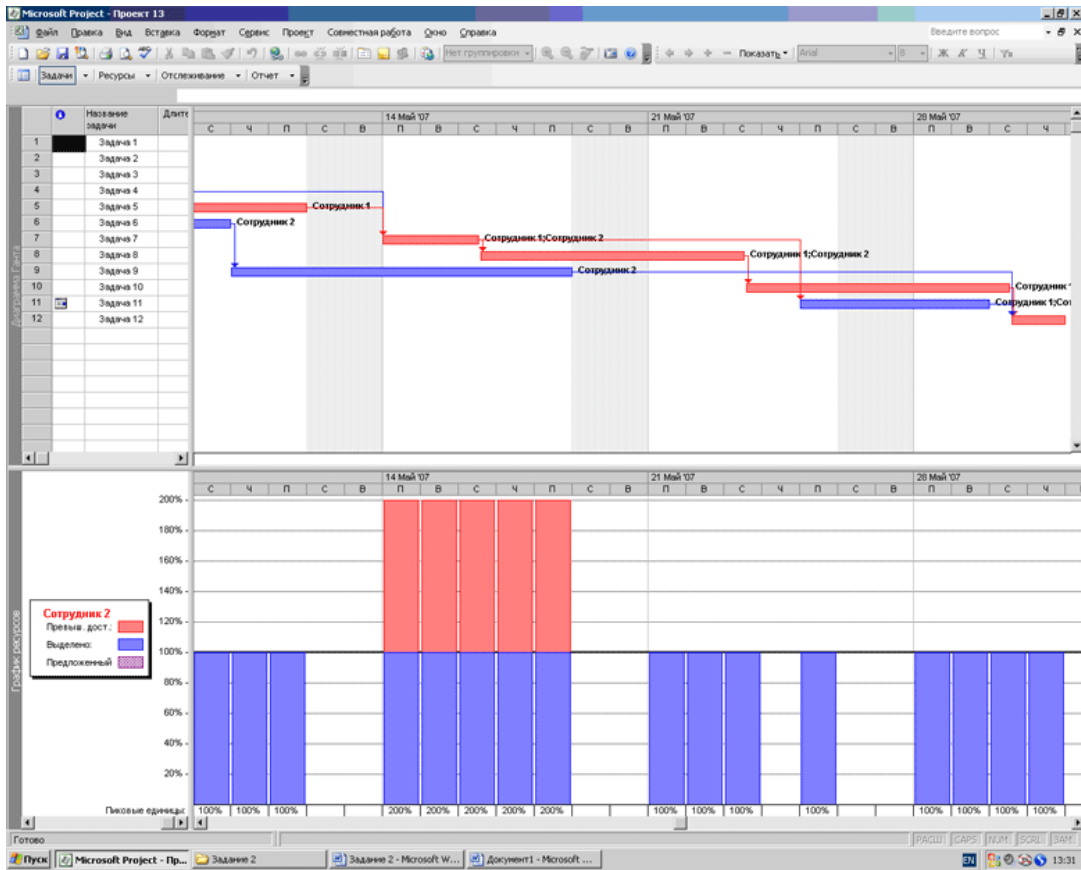 Microsoft Project - Проект 13
Файл Правка Вид Вставка Формат Сервис Проект Совместная работа Окно Справка Введите вопрос
Нет группировки Показать Arial 8 Ж К Ч
Задачи Ресурсы Отслеживание Отчет
Название задачи Длите
14 Май '07 21 Май '07 28 Май '07
С Ч П С В П В С Ч П С В П В С Ч П С В П В С Ч
1 Задача 1
2 Задача 2
3 Задача 3
4 Задача 4
5 Задача 5 Сотрудник 1
6 Задача 6 Сотрудник 2
7 Задача 7 Сотрудник 1;Сотрудник 2
8 Задача 8 Сотрудник 1;Сотрудник 2
9 Задача 9 Сотрудник 2
10 Задача 10 Сотрудник
11 Задача 11 Сотрудник 1;Сот
12 Задача 12
Диаграмма Ганта
14 Май '07 21 Май '07 28 Май '07
С Ч П С В П В С Ч П С В П В С Ч П С В П В С Ч
200%
180%
160%
140%
120%
100%
80%
60%
40%
20%
График ресурсов
Сотрудник 2
Превыш. дост.:
Выделено:
Предложенный
Пиковые единицы: 100% 100% 100% 200% 200% 200% 200% 200% 100% 100% 100% 100% 100% 100% 100% 100%
Готово РАСШ CAPS NUM SCRL ЗАМ
Пуск Microsoft Project - Пр... Задание 2 Задание 2 - Microsoft W... Документ1 - Microsoft ... EN 13:31